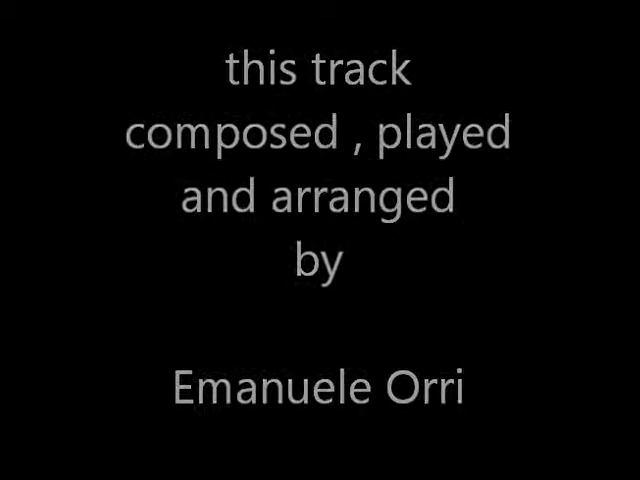 this track
composed , played
and arranged
by
Emanuele Orri